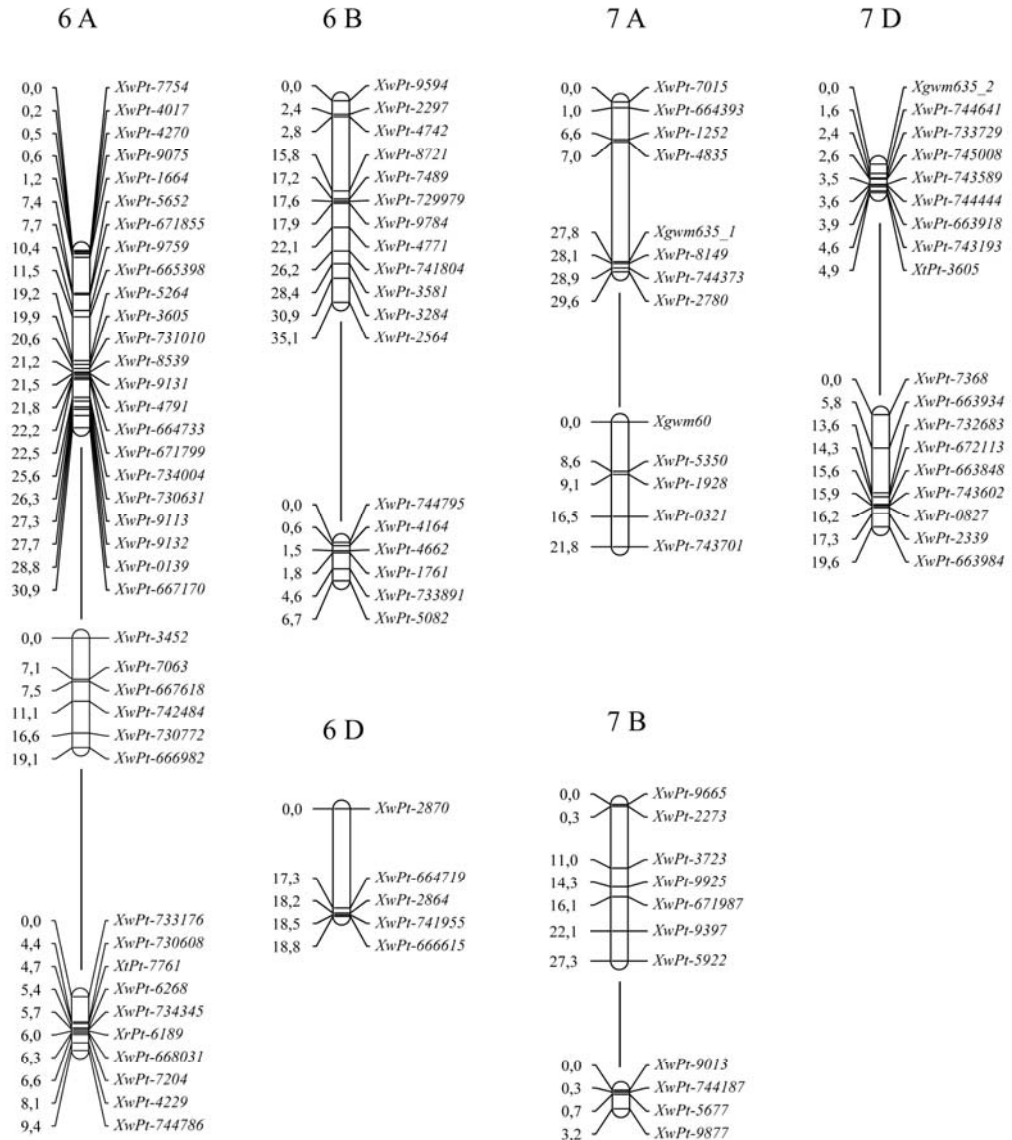 6 A
0,0 XwPt-7754
0,2 XwPt-4017
0,5 XwPt-4270
0,6 XwPt-9075
1,2 XwPt-1664
7,4 XwPt-5652
7,7 XwPt-671855
10,4 XwPt-9759
11,5 XwPt-665398
19,2 XwPt-5264
19,9 XwPt-3605
20,6 XwPt-731010
21,2 XwPt-8539
21,5 XwPt-9131
21,8 XwPt-4791
22,2 XwPt-664733
22,5 XwPt-671799
25,6 XwPt-734004
26,3 XwPt-730631
27,3 XwPt-9113
27,7 XwPt-9132
28,8 XwPt-0139
30,9 XwPt-667170
0,0 XwPt-3452
7,1 XwPt-7063
7,5 XwPt-667618
11,1 XwPt-742484
16,6 XwPt-730772
19,1 XwPt-666982
0,0 XwPt-733176
4,4 XwPt-730608
4,7 XtPt-7761
5,4 XwPt-6268
5,7 XwPt-734345
6,0 XrPt-6189
6,3 XwPt-668031
6,6 XwPt-7204
8,1 XwPt-4229
9,4 XwPt-744786
6 B
0,0 XwPt-9594
2,4 XwPt-2297
2,8 XwPt-4742
15,8 XwPt-8721
17,2 XwPt-7489
17,6 XwPt-729979
17,9 XwPt-9784
22,1 XwPt-4771
26,2 XwPt-741804
28,4 XwPt-3581
30,9 XwPt-3284
35,1 XwPt-2564
0,0 XwPt-744795
0,6 XwPt-4164
1,5 XwPt-4662
1,8 XwPt-1761
4,6 XwPt-733891
6,7 XwPt-5082
6 D
0,0 XwPt-2870
17,3 XwPt-664719
18,2 XwPt-2864
18,5 XwPt-741955
18,8 XwPt-666615
7 A
0,0 XwPt-7015
1,0 XwPt-664393
6,6 XwPt-1252
7,0 XwPt-4835
27,8 Xgwm635_1
28,1 XwPt-8149
28,9 XwPt-744373
29,6 XwPt-2780
0,0 Xgwm60
8,6 XwPt-5350
9,1 XwPt-1928
16,5 XwPt-0321
21,8 XwPt-743701
7 B
0,0 XwPt-9665
0,3 XwPt-2273
11,0 XwPt-3723
14,3 XwPt-9925
16,1 XwPt-671987
22,1 XwPt-9397
27,3 XwPt-5922
0,0 XwPt-9013
0,3 XwPt-744187
0,7 XwPt-5677
3,2 XwPt-9877
7 D
0,0 Xgwm635_2
1,6 XwPt-744641
2,4 XwPt-733729
2,6 XwPt-745008
3,5 XwPt-743589
3,6 XwPt-744444
3,9 XwPt-663918
4,6 XwPt-743193
4,9 XtPt-3605
0,0 XwPt-7368
5,8 XwPt-663934
13,6 XwPt-732683
14,3 XwPt-672113
15,6 XwPt-663848
15,9 XwPt-743602
16,2 XwPt-0827
17,3 XwPt-2339
19,6 XwPt-663984